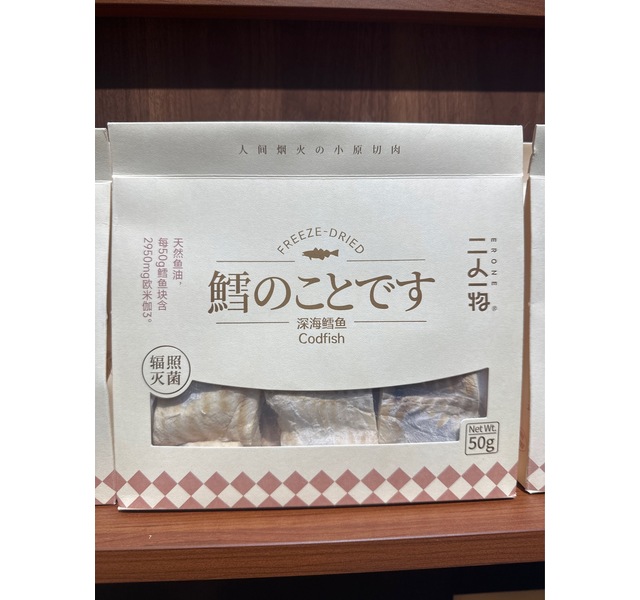 人间烟火の小原切肉
FREEZE-DRIED
鱈のことです
深海鳕鱼
Codfish
天然鱼油，
每50g鳕鱼块含
2950mg欧米伽3。
二人一物
ERONE ®
辐照
灭菌
Net Wt.
50g